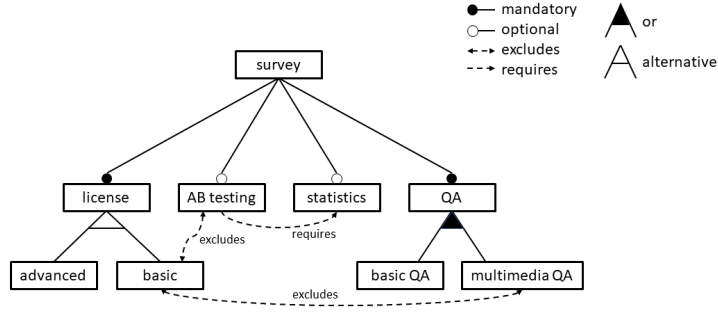 mandatory
optional
excludes
requires
or
alternative
survey
license
AB testing
statistics
QA
excludes
requires
advanced
basic
basic QA
multimedia QA
excludes